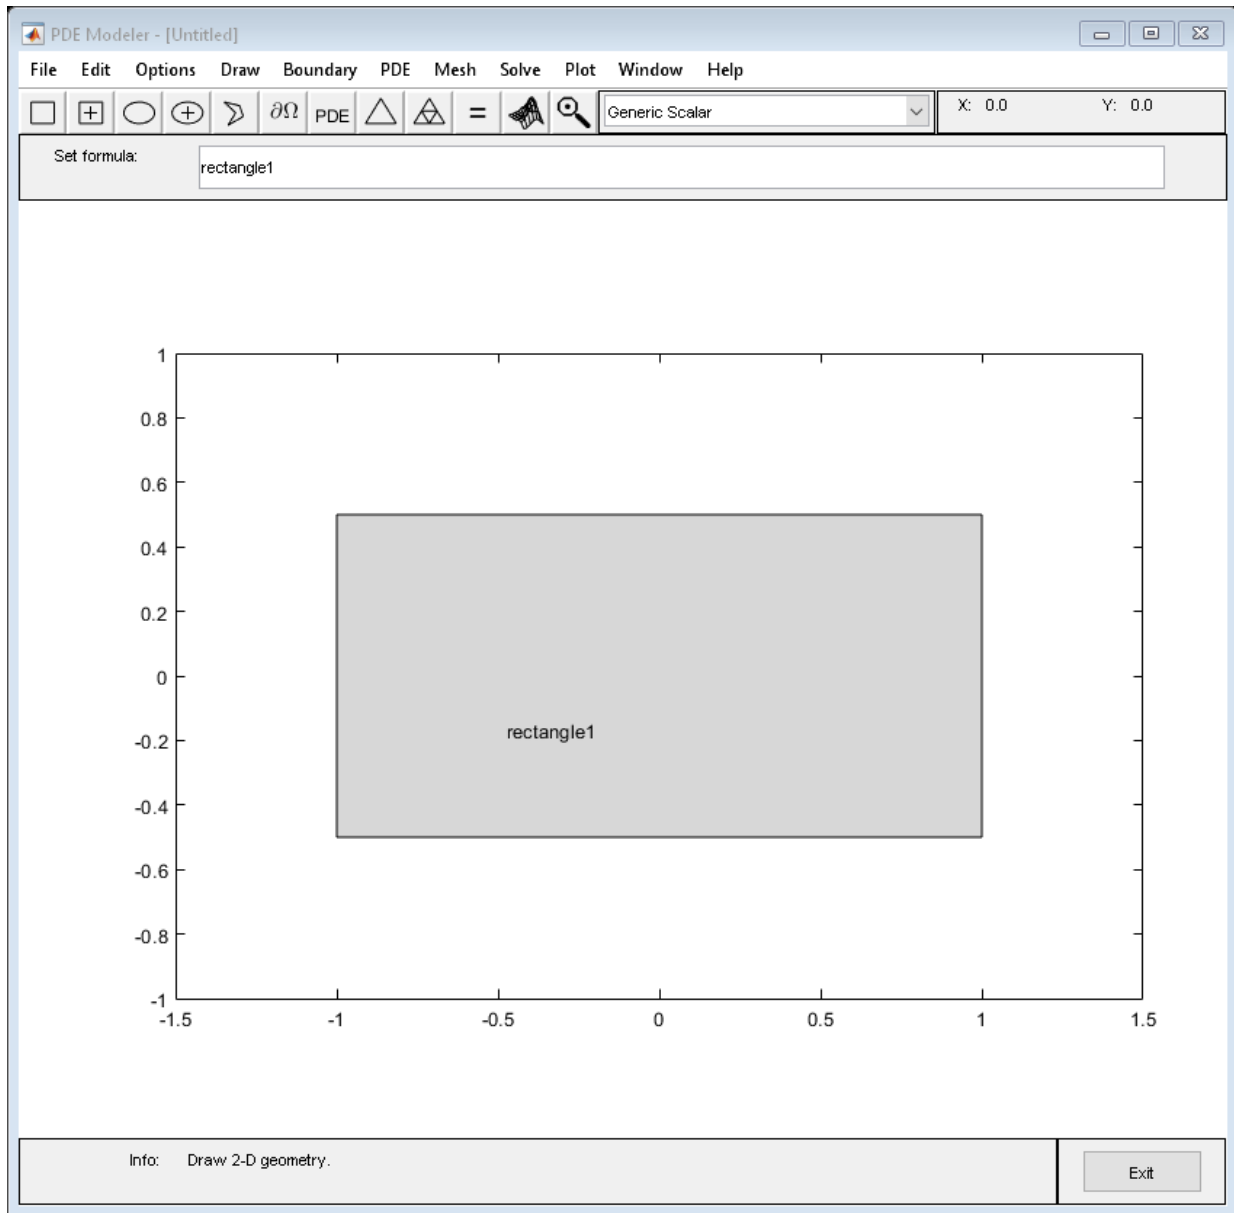 PDE Modeler - [Untitled]
File Edit Options Draw Boundary PDE Mesh Solve Plot Window Help
∂Ω PDE = Generic Scalar X: 0.0 Y: 0.0
Set formula: rectangle1
1
0.8
0.6
0.4
0.2
0
rectangle1
-0.2
-0.4
-0.6
-0.8
-1
-1.5 -1 -0.5 0 0.5 1 1.5
Info: Draw 2-D geometry.
Exit